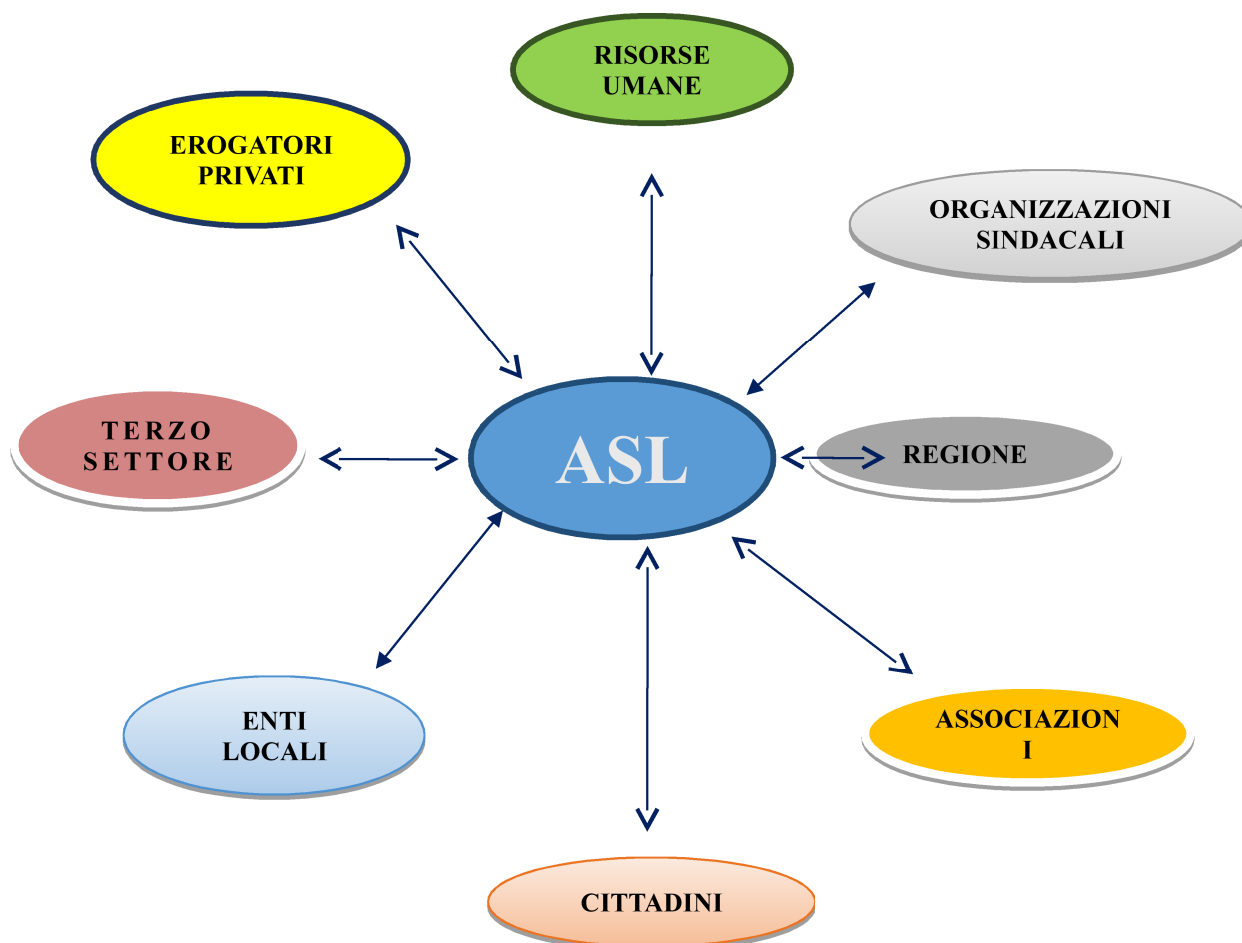 RISORSE
UMANE
EROGATORI
PRIVATI
ORGANIZZAZIONI
SINDACALI
TERZO
SETTORE
ASL
REGIONE
ENTI
LOCALI
ASSOCIAZION
I
CITTADINI